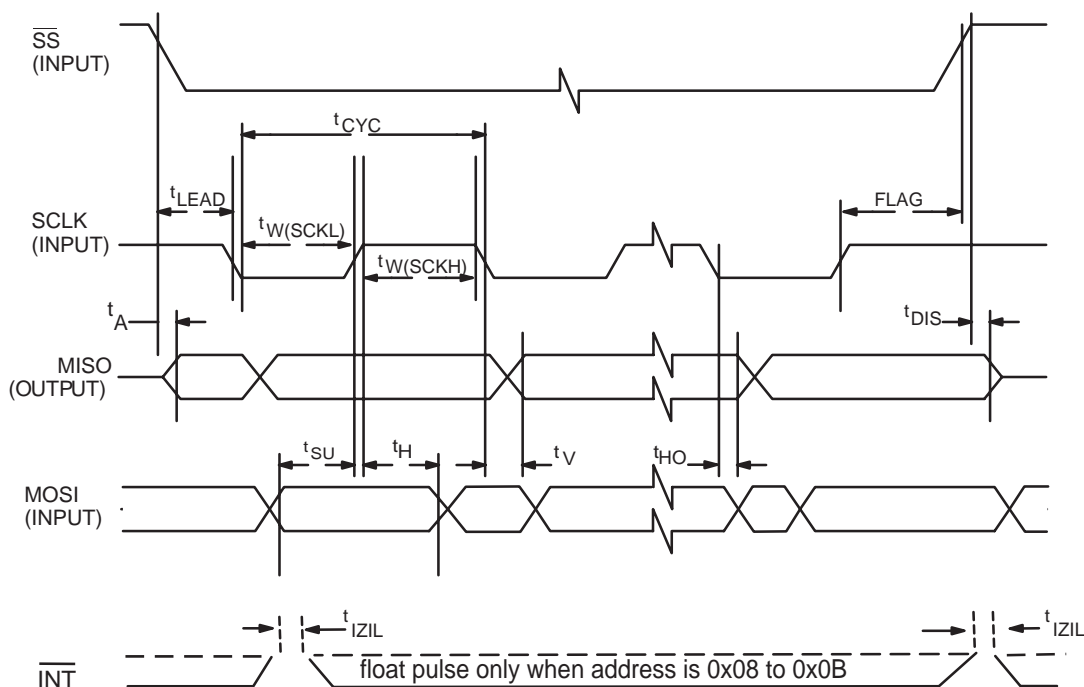 SS
(INPUT)
tCYC
tLEAD
FLAG
SCLK
(INPUT)
tW(SCKL)
tW(SCKH)
tA
tDIS
MISO
(OUTPUT)
tSU
tH
tV
tHO
MOSI
(INPUT)
tIZIL
tIZIL
INT
float pulse only when address is 0x08 to 0x0B